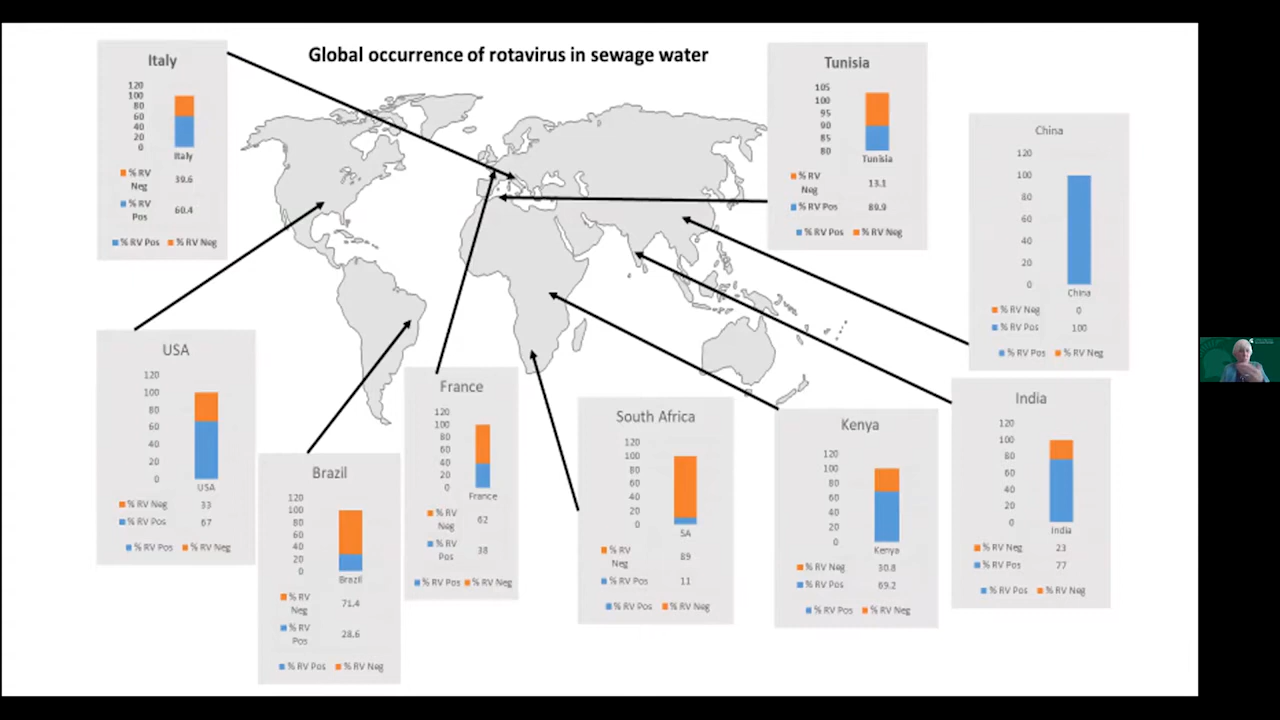 Global occurrence of rotavirus in sewage water
Italy
120
100
80
60
40
20
0
Italy
% RV Neg 39.6
% RV Pos 60.4
% RV Pos % RV Neg
Tunisia
105
100
95
90
85
80
Tunisia
% RV Neg 13.1
% RV Pos 89.9
% RV Pos % RV Neg
China
120
100
80
60
40
20
0
China
% RV Neg 0
% RV Pos 100
% RV Pos % RV Neg
USA
120
100
80
60
40
20
0
USA
% RV Neg 33
% RV Pos 67
% RV Pos % RV Neg
Brazil
120
100
80
60
40
20
0
Brazil
% RV Neg 71.4
% RV Pos 28.6
% RV Pos % RV Neg
France
120
100
80
60
40
20
0
France
% RV Neg 62
% RV Pos 38
% RV Pos % RV Neg
South Africa
120
100
80
60
40
20
0
SA
% RV Neg 89
% RV Pos 11
% RV Pos % RV Neg
Kenya
120
100
80
60
40
20
0
Kenya
% RV Neg 30.8
% RV Pos 69.2
% RV Pos % RV Neg
India
120
100
80
60
40
20
0
India
% RV Neg 23
% RV Pos 77
% RV Pos % RV Neg